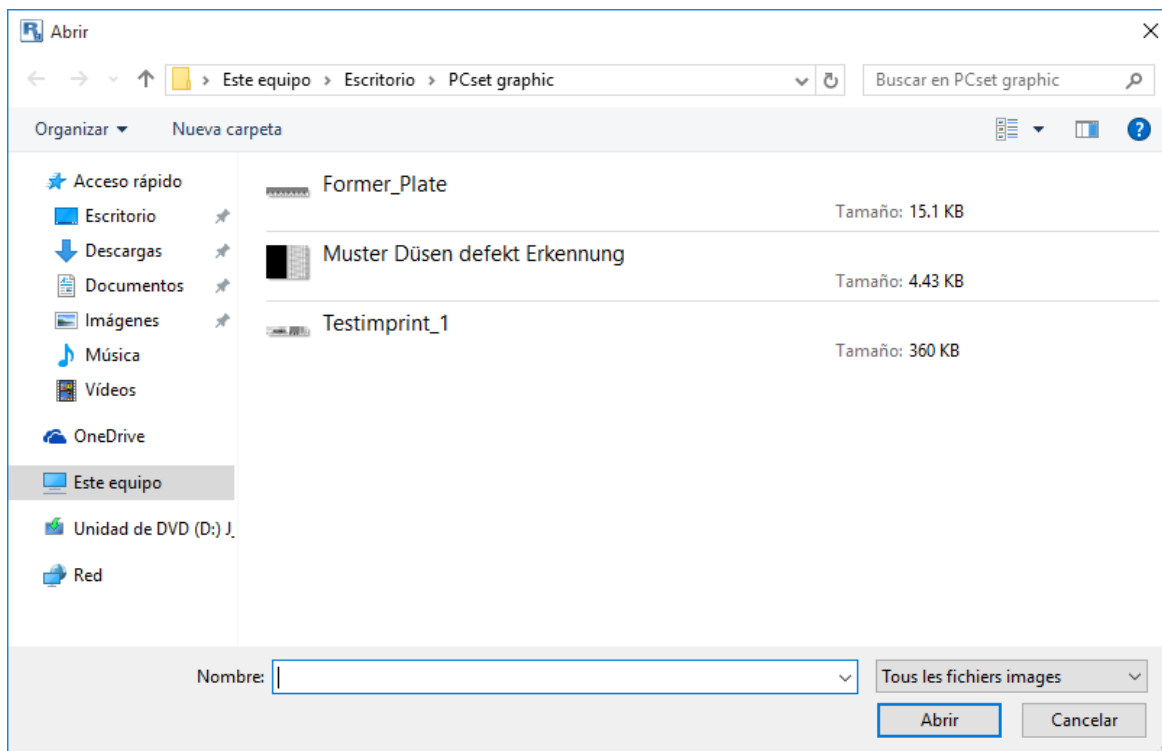 Abrir
Este equipo > Escritorio > PCset graphic
Buscar en PCset graphic
Organizar
Nueva carpeta
Acceso rápido
Escritorio
Descargas
Documentos
Imágenes
Música
Vídeos
OneDrive
Este equipo
Unidad de DVD (D:) J_
Red
Former_Plate
Tamaño: 15.1 KB
Muster Düsen defekt Erkennung
Tamaño: 4.43 KB
Testimprint_1
Tamaño: 360 KB
Nombre:
Tous les fichiers images
Abrir
Cancelar